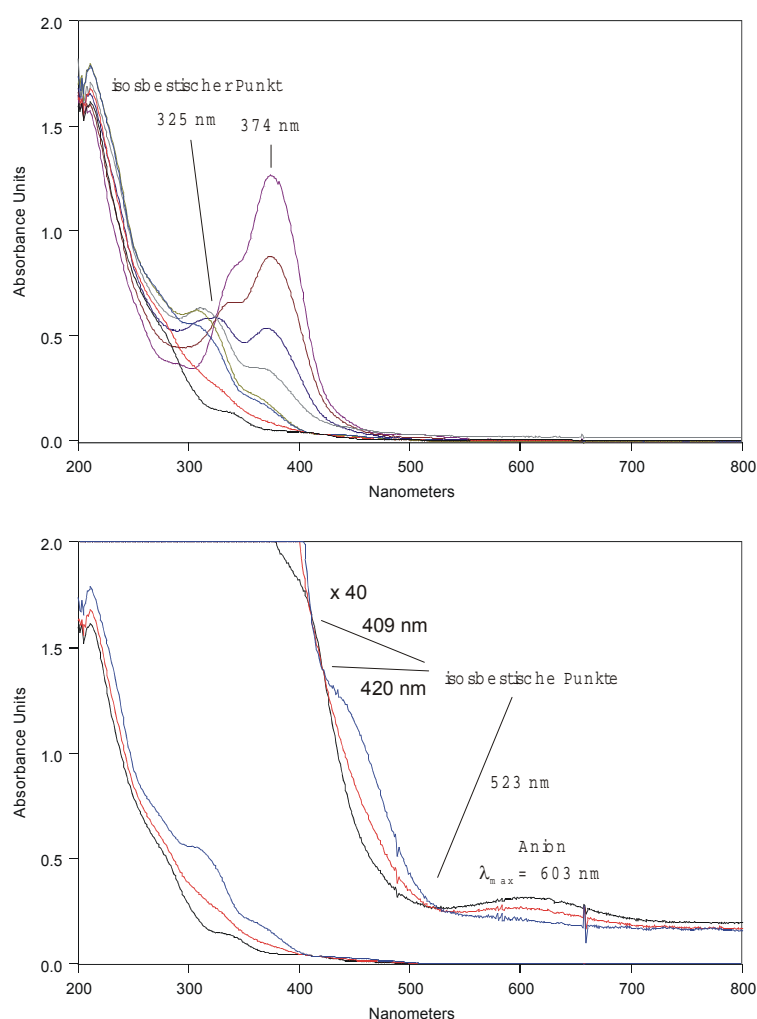 2.0
isosbestischer Punkt
325 nm
374 nm
1.5
1.0
0.5
0.0
Absorbance Units
200 300 400 500 600 700 800
Nanometers
2.0
x 40
409 nm
1.5
isosbestische Punkte
420 nm
1.0
523 nm
Anion
0.5
λmax = 603 nm
0.0
Absorbance Units
200 300 400 500 600 700 800
Nanometers